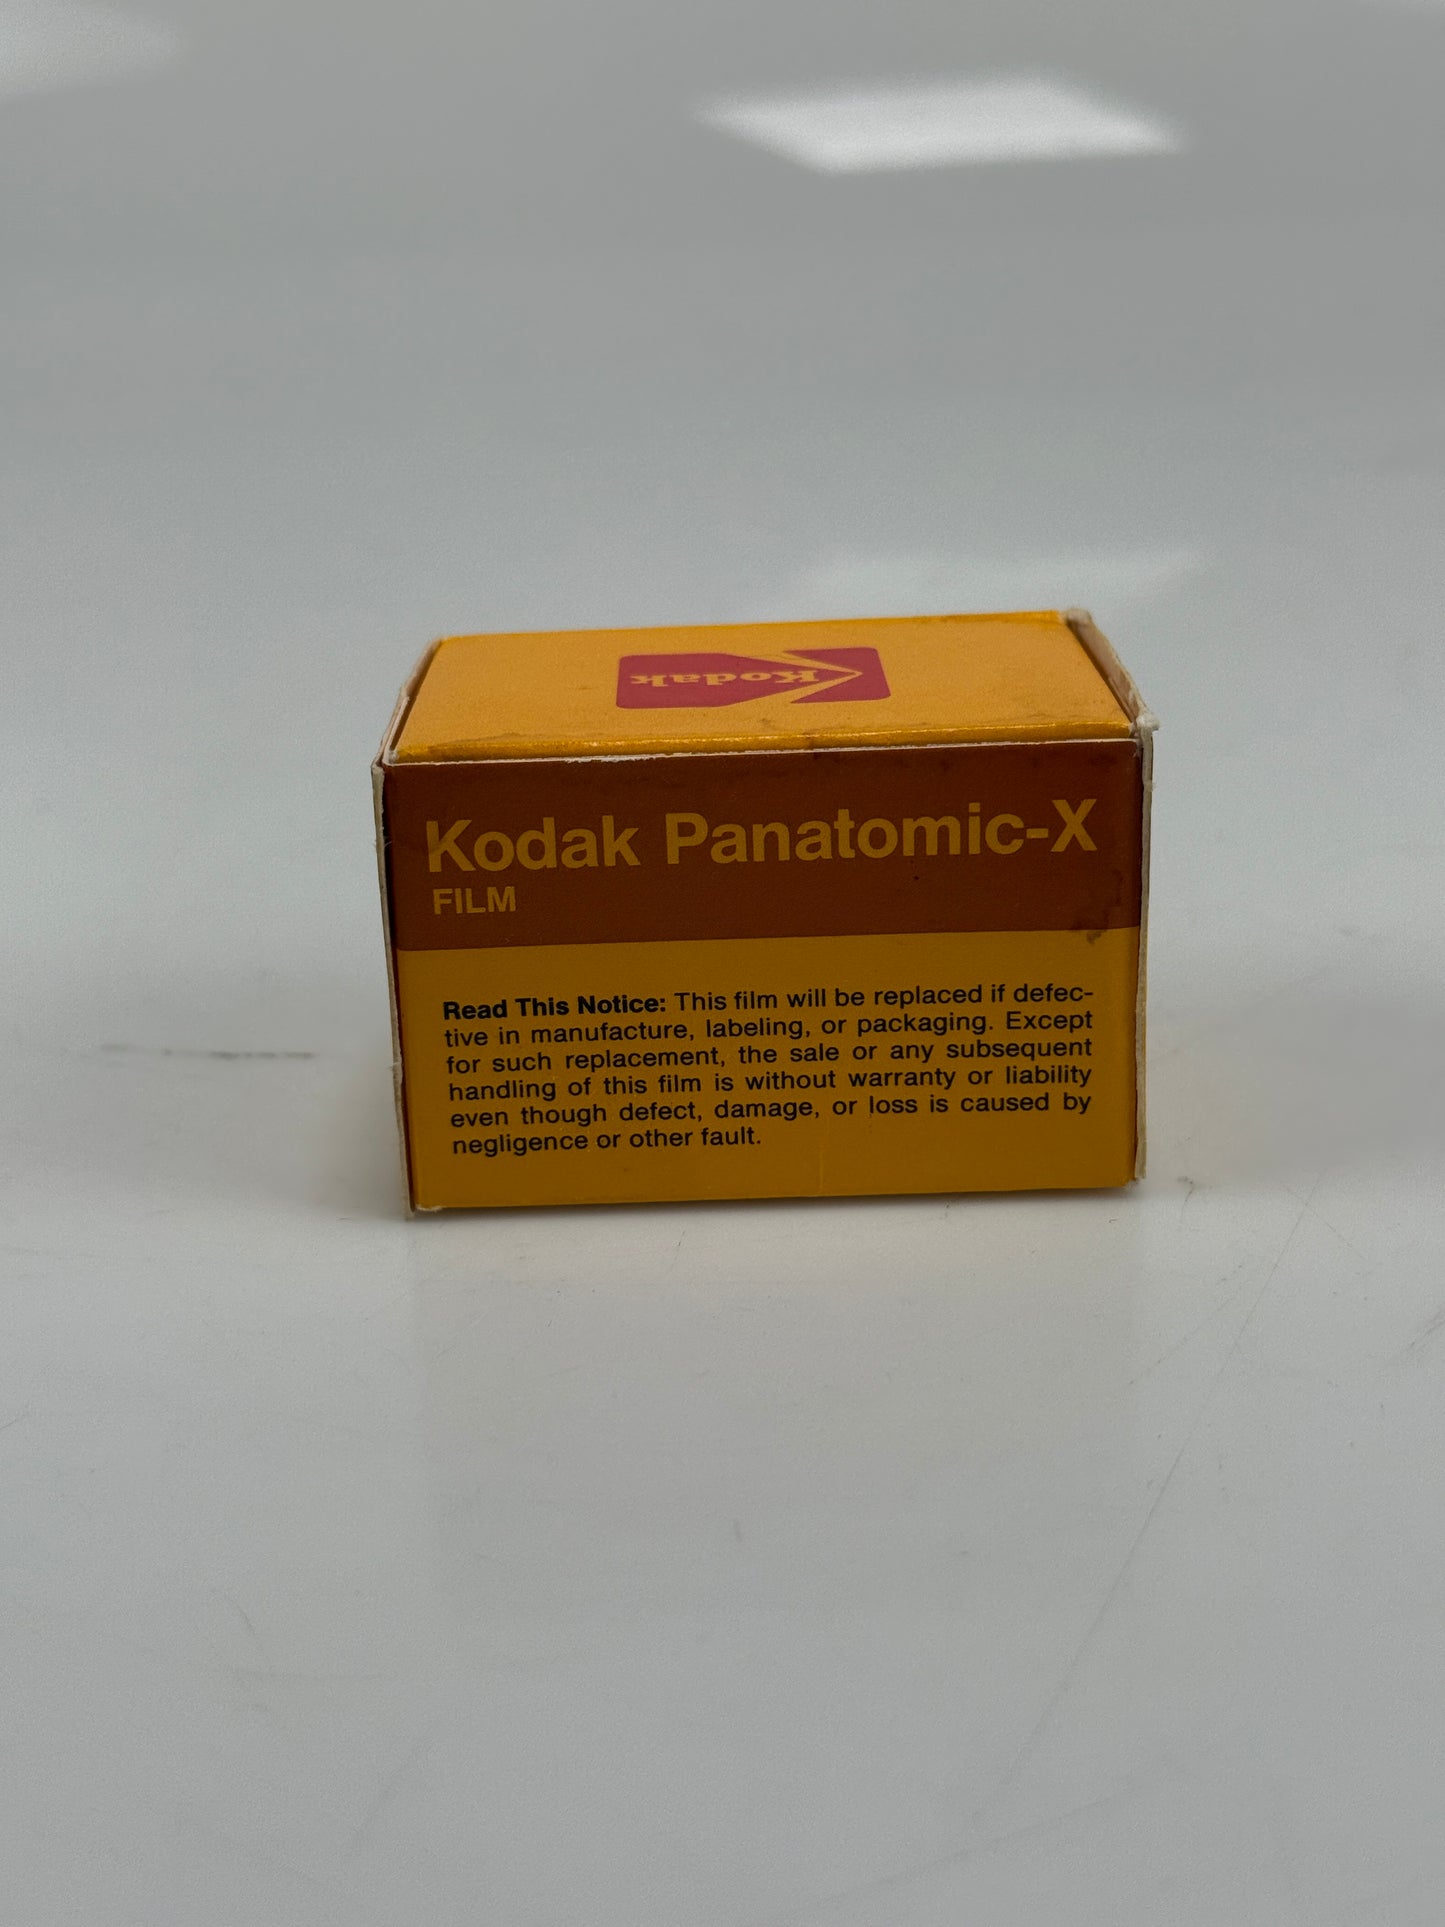 Kodak
Kodak Panatomic-X
FILM
Read This Notice: This film will be replaced if defec-
tive in manufacture, labeling, or packaging. Except
for such replacement, the sale or any subsequent
handling of this film is without warranty or liability
even though defect, damage, or loss is caused by
negligence or other fault.